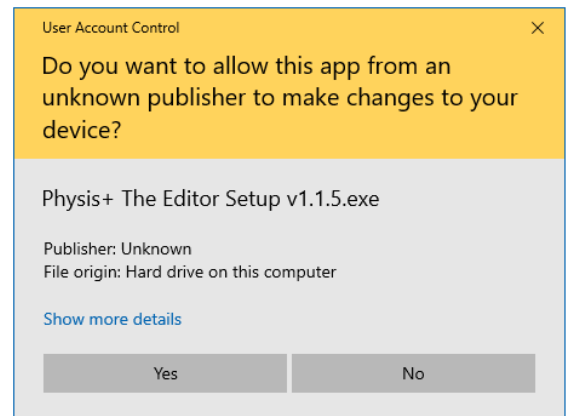 User Account Control
Do you want to allow this app from an
unknown publisher to make changes to your
device?
Physis+ The Editor Setup v1.1.5.exe
Publisher: Unknown
File origin: Hard drive on this computer
Show more details
Yes No